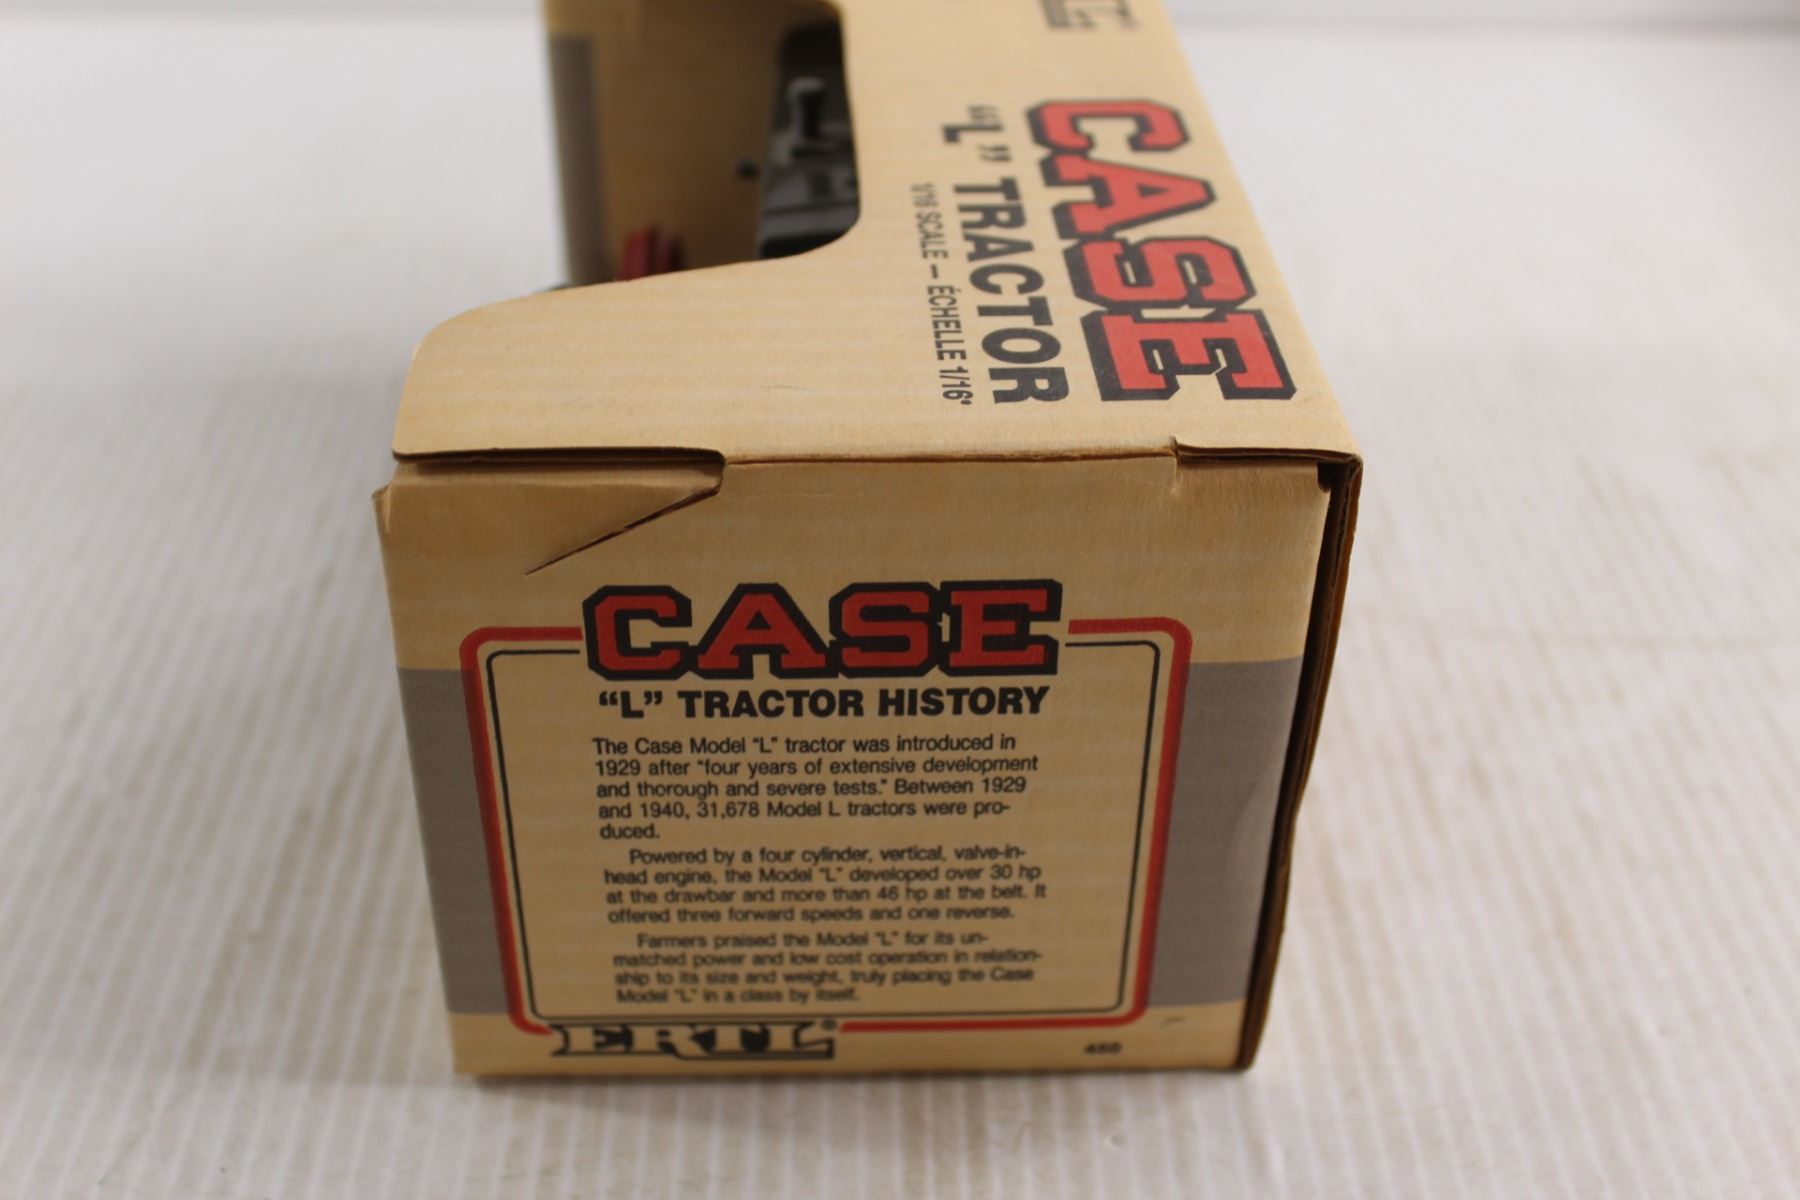 CASE
"L" TRACTOR
1/16 SCALE — ÉCHELLE 1/16e
CASE
"L" TRACTOR HISTORY
The Case Model "L" tractor was introduced in
1929 after "four years of extensive development
and thorough and severe tests." Between 1929
and 1940, 31,678 Model L tractors were pro-
duced.
Powered by a four cylinder, vertical, valve-in-
head engine, the Model "L" developed over 30 hp
at the drawbar and more than 46 hp at the belt. It
offered three forward speeds and one reverse.
Farmers praised the Model "L" for its un-
matched power and low cost operation in relation-
ship to its size and weight, truly placing the Case
Model "L" in a class by itself.
ERTL®
450